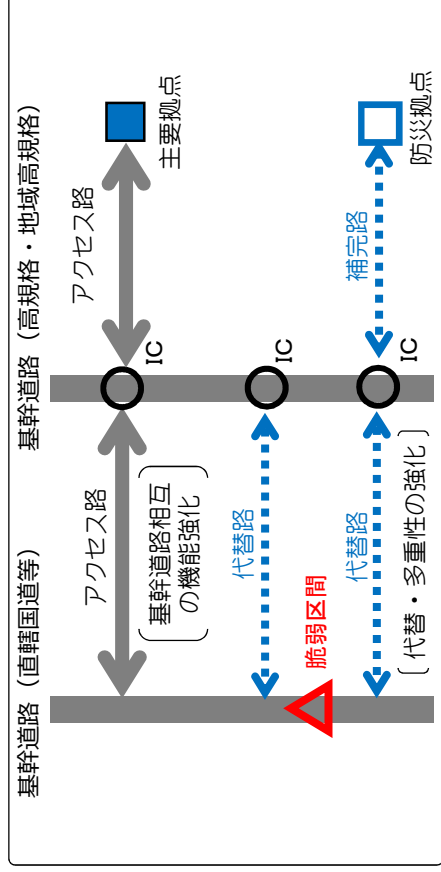 基幹道路（直轄国道等）
基幹道路（高規格・地域高規格）
アクセス路
基幹道路相互
の機能強化
IC
アクセス路
主要拠点
代替路
IC
脆弱区間
代替路
〔代替・多重性の強化〕
IC
補完路
防災拠点